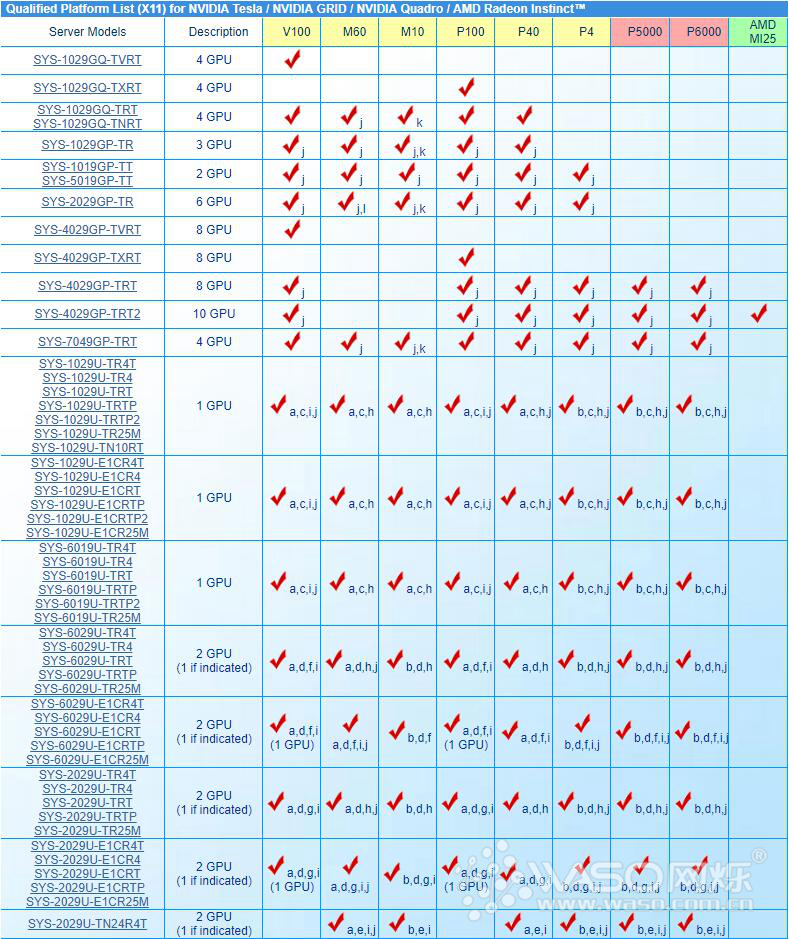 Qualified Platform List (X11) for NVIDIA Tesla / NVIDIA GRID / NVIDIA Quadro / AMD Radeon Instinct™
Server Models Description V100 M60 M10 P100 P40 P4 P5000 P6000 AMD MI25
SYS-1029GQ-TVRT 4 GPU
SYS-1029GQ-TXRT 4 GPU
SYS-1029GQ-TRT
SYS-1029GQ-TNRT
4 GPU j k
SYS-1029GP-TR 3 GPU j j j,k j j
SYS-1019GP-TT
SYS-5019GP-TT
2 GPU j j j j j j
SYS-2029GP-TR 6 GPU j j,l j,k j j j
SYS-4029GP-TVRT 8 GPU
SYS-4029GP-TXRT 8 GPU
SYS-4029GP-TRT 8 GPU j j j j j j
SYS-4029GP-TRT2 10 GPU j j j j j j
SYS-7049GP-TRT 4 GPU j j,k j j j j
SYS-1029U-TR4T
SYS-1029U-TR4
SYS-1029U-TRT
SYS-1029U-TRTP
SYS-1029U-TRTP2
SYS-1029U-TR25M
SYS-1029U-TN10RT
1 GPU a,c,i,j a,c,h a,c,h a,c,i,j a,c,h,j b,c,h,j b,c,h,j b,c,h,j
SYS-1029U-E1CR4T
SYS-1029U-E1CR4
SYS-1029U-E1CRT
SYS-1029U-E1CRTP
SYS-1029U-E1CRTP2
SYS-1029U-E1CR25M
1 GPU a,c,i,j a,c,h a,c,h a,c,i,j a,c,h,j b,c,h,j b,c,h,j b,c,h,j
SYS-6019U-TR4T
SYS-6019U-TR4
SYS-6019U-TRT
SYS-6019U-TRTP
SYS-6019U-TRTP2
SYS-6019U-TR25M
1 GPU a,c,i,j a,c,h a,c,h a,c,i,j a,c,h b,c,h,j b,c,h,j b,c,h,j
SYS-6029U-TR4T
SYS-6029U-TR4
SYS-6029U-TRT
SYS-6029U-TRTP
SYS-6029U-TR25M
2 GPU
(1 if indicated)
a,d,f,i a,d,h,j b,d,h a,d,f,i a,d,h b,d,h,j b,d,h,j b,d,h,j
SYS-6029U-E1CR4T
SYS-6029U-E1CR4
SYS-6029U-E1CRT
SYS-6029U-E1CRTP
SYS-6029U-E1CR25M
2 GPU
(1 if indicated)
a,d,f,i (1 GPU) a,d,f,i,j b,d,f a,d,f,i (1 GPU) a,d,f,i b,d,f,i,j b,d,f,i,j b,d,f,i,j
SYS-2029U-TR4T
SYS-2029U-TR4
SYS-2029U-TRT
SYS-2029U-TRTP
SYS-2029U-TR25M
2 GPU
(1 if indicated)
a,d,g,i a,d,h,j b,d,h a,d,g,i a,d,h b,d,h,j b,d,h,j b,d,h,j
SYS-2029U-E1CR4T
SYS-2029U-E1CR4
SYS-2029U-E1CRT
SYS-2029U-E1CRTP
SYS-2029U-E1CR25M
2 GPU
(1 if indicated)
a,d,g,i (1 GPU) a,d,g,i,j b,d,g,i a,d,g,i (1 GPU) a,d,g,i b,d,g,i,j b,d,g,i,j b,d,g,i,j
SYS-2029U-TN24R4T
2 GPU
(1 if indicated)
a,e,i,j b,e,i a,e,i b,e,i,j b,e,i,j b,e,i,j
WASO网烁®
www.waso.com.cn